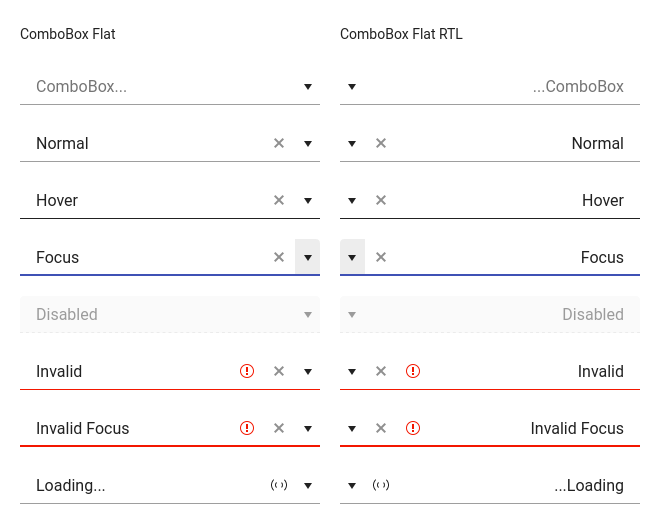 ComboBox Flat
ComboBox Flat RTL
ComboBox...
...ComboBox
Normal
Normal
Hover
Hover
Focus
Focus
Disabled
Disabled
Invalid
Invalid
Invalid Focus
Invalid Focus
Loading...
...Loading